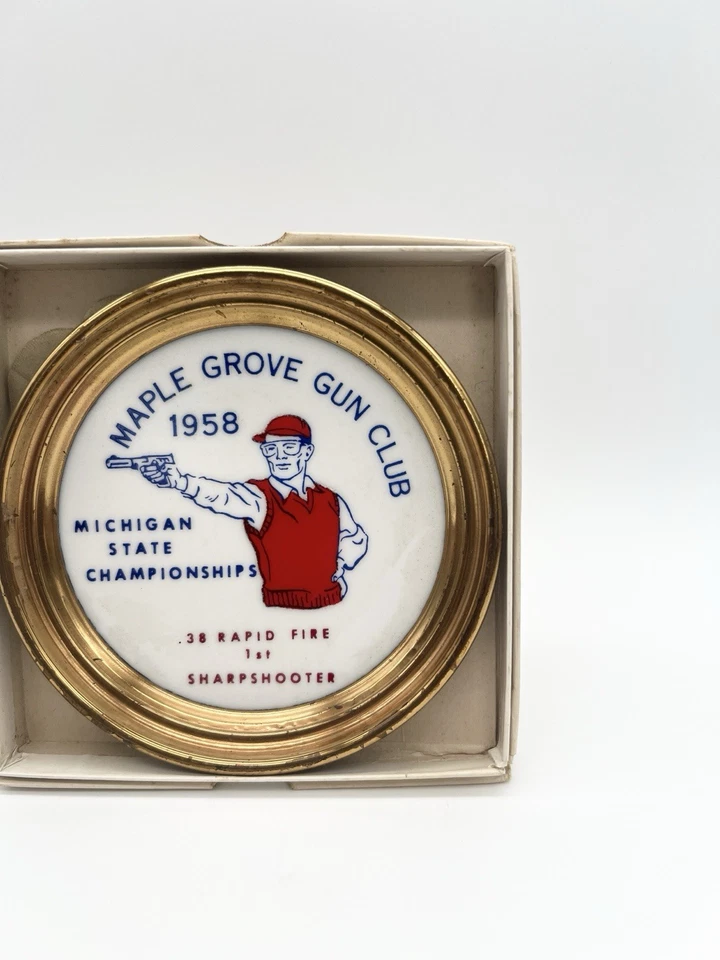 MAPLE GROVE GUN CLUB
1958
MICHIGAN
STATE
CHAMPIONSHIPS
.38 RAPID FIRE
1st
SHARPSHOOTER